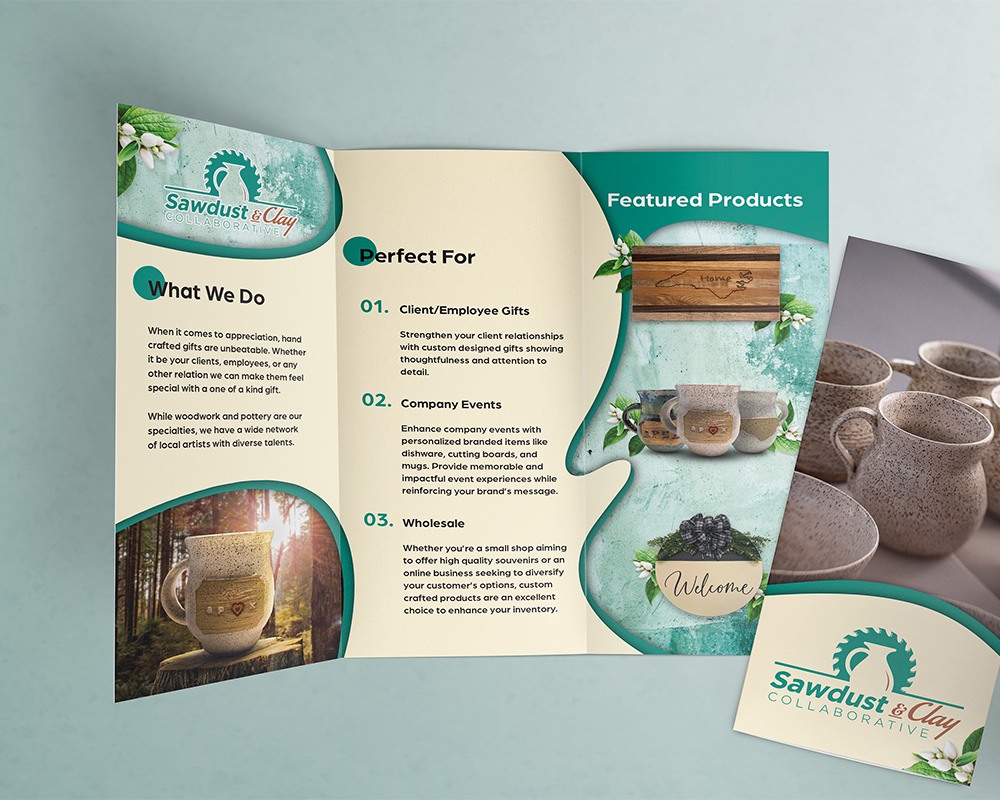 Sawdust & Clay
COLLABORATIVE
What We Do
When it comes to appreciation, hand
crafted gifts are unbeatable. Whether
it be your clients, employees, or any
other relation we can make them feel
special with a one of a kind gift.
While woodwork and pottery are our
specialties, we have a wide network
of local artists with diverse talents.
apex
Perfect For
01. Client/Employee Gifts
Strengthen your client relationships
with custom designed gifts showing
thoughtfulness and attention to
detail.
02. Company Events
Enhance company events with
personalized branded items like
dishware, cutting boards, and
mugs. Provide memorable and
impactful event experiences while
reinforcing your brand's message.
03. Wholesale
Whether you're a small shop aiming
to offer high quality souvenirs or an
online business seeking to diversify
your customer's options, custom
crafted products are an excellent
choice to enhance your inventory.
Featured Products
Home
Welcome
Sawdust & Clay
COLLABORATIVE